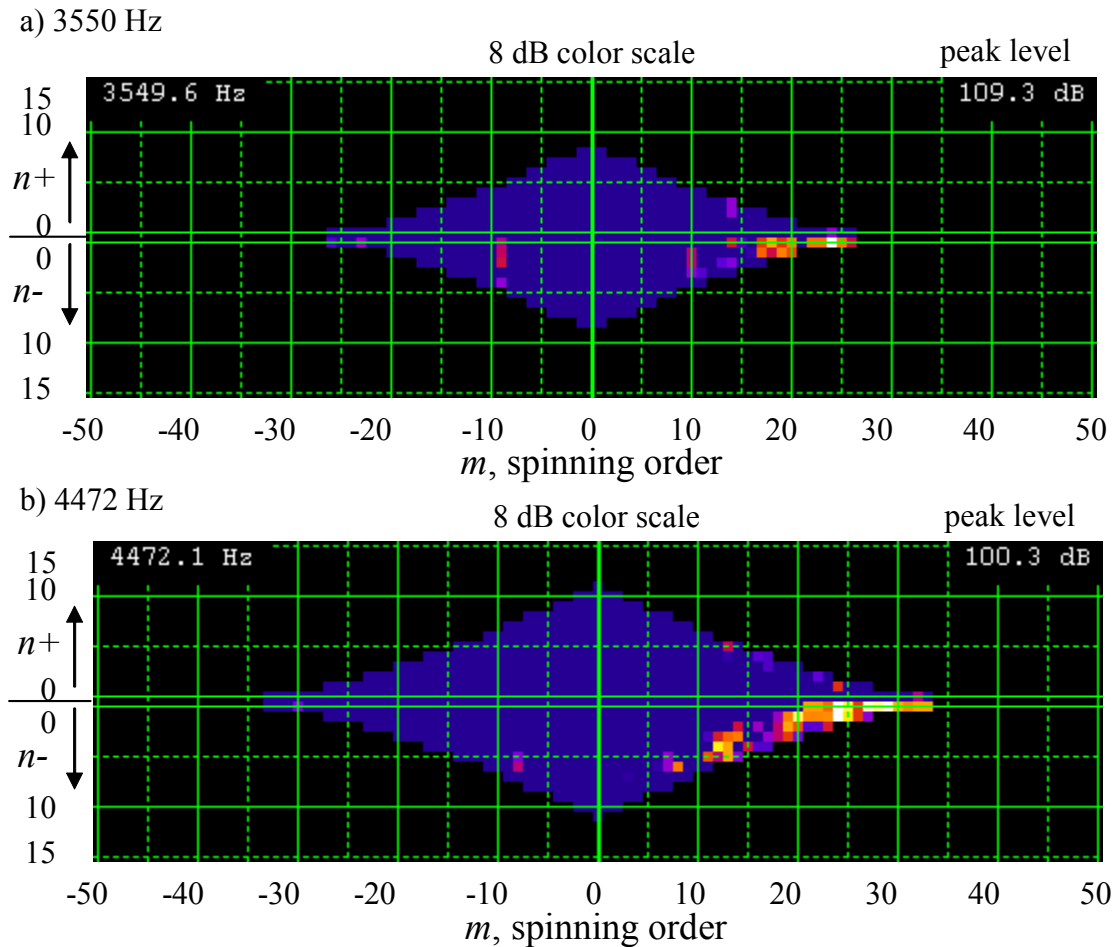 a) 3550 Hz
8 dB color scale peak level
3549.6 Hz 109.3 dB
15
10
n+
0
0
n-
10
15
-50 -40 -30 -20 -10 0 10 20 30 40 50
m, spinning order
b) 4472 Hz
8 dB color scale peak level
4472.1 Hz 100.3 dB
15
10
n+
0
0
n-
10
15
-50 -40 -30 -20 -10 0 10 20 30 40 50
m, spinning order